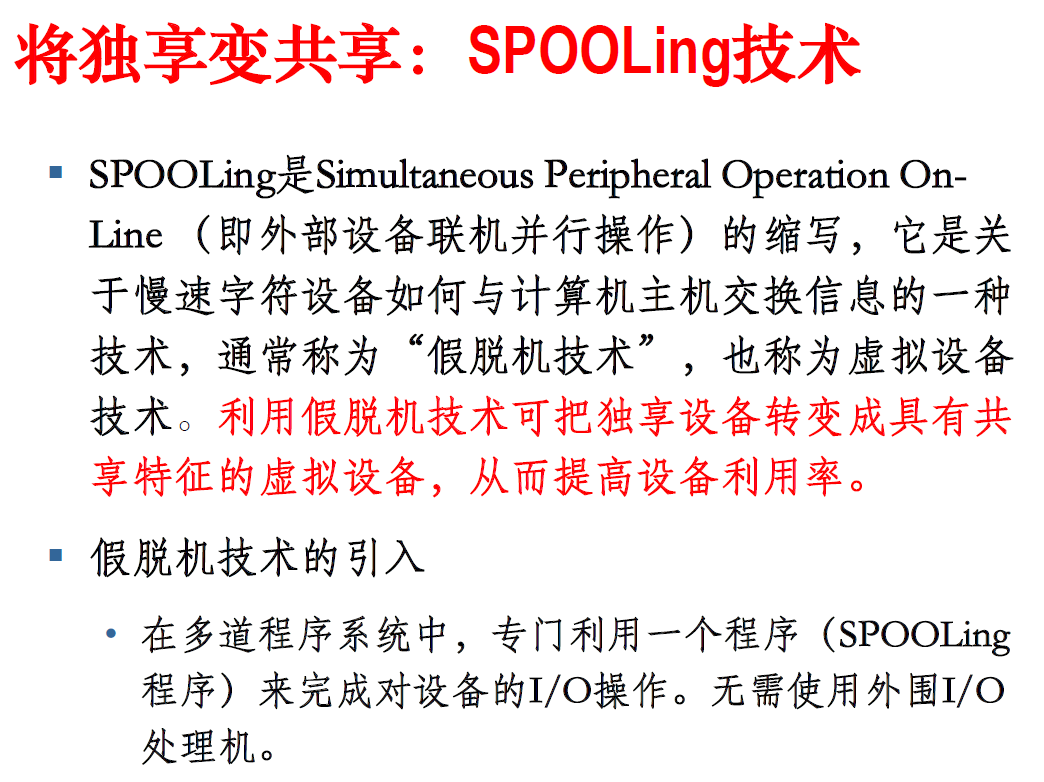 将独享变共享：SPOOLing技术
▪ SPOOLing是Simultaneous Peripheral Operation On-
Line （即外部设备联机并行操作）的缩写，它是关
于慢速字符设备如何与计算机主机交换信息的一种
技术，通常称为“假脱机技术”，也称为虚拟设备
技术。利用假脱机技术可把独享设备转变成具有共
享特征的虚拟设备，从而提高设备利用率。
▪ 假脱机技术的引入
• 在多道程序系统中，专门利用一个程序（SPOOLing
程序）来完成对设备的I/O操作。无需使用外围I/O
处理机。